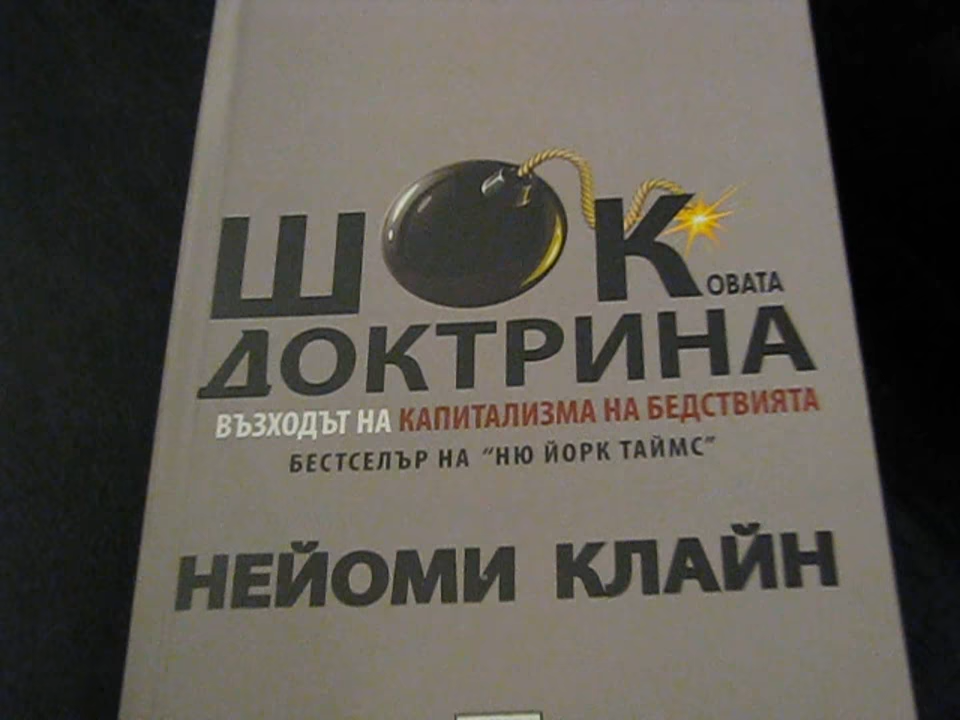 ШОКОВАТА
ДОКТРИНА
ВЪЗХОДЪТ НА КАПИТАЛИЗМА НА БЕДСТВИЯТА
БЕСТСЕЛЪР НА "НЮ ЙОРК ТАЙМС"
НЕЙОМИ КЛАЙН